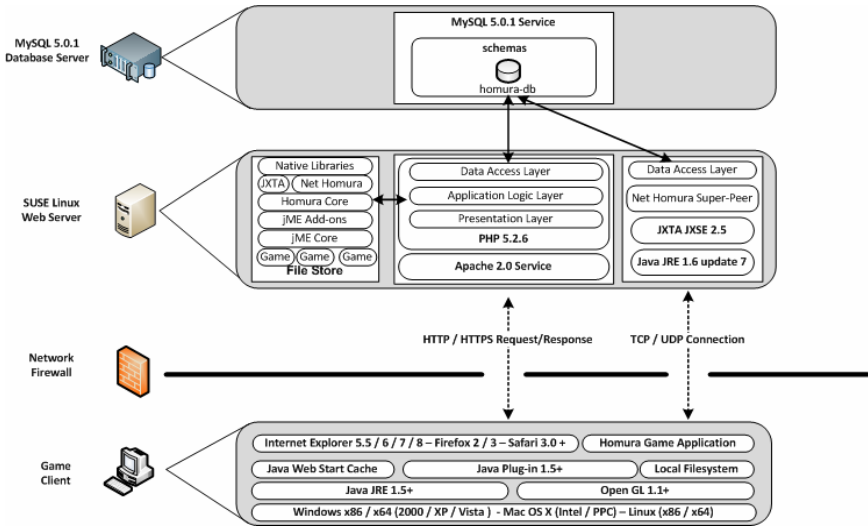 MySQL 5.0.1
Database Server
MySQL 5.0.1 Service
schemas
homura-db
SUSE Linux
Web Server
Native Libraries
JXTA
Net Homura
Homura Core
jME Add-ons
jME Core
Game
Game
Game
File Store
Data Access Layer
Application Logic Layer
Presentation Layer
PHP 5.2.6
Apache 2.0 Service
Data Access Layer
Net Homura Super-Peer
JXTA JXSE 2.5
Java JRE 1.6 update 7
HTTP / HTTPS Request/Response
TCP / UDP Connection
Network
Firewall
Game
Client
Internet Explorer 5.5 / 6 / 7 / 8 – Firefox 2 / 3 – Safari 3.0 +
Homura Game Application
Java Web Start Cache
Java Plug-in 1.5+
Local Filesystem
Java JRE 1.5+
Open GL 1.1+
Windows x86 / x64 (2000 / XP / Vista ) - Mac OS X (Intel / PPC) – Linux (x86 / x64)